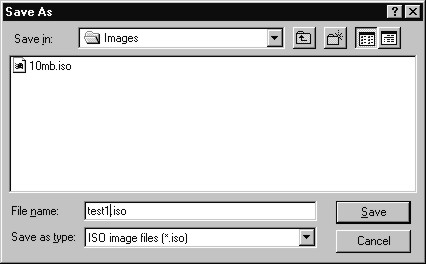 Save As
Save in: Images
10mb.iso
File name: test1.iso Save
Save as type: ISO image files (*.iso) Cancel